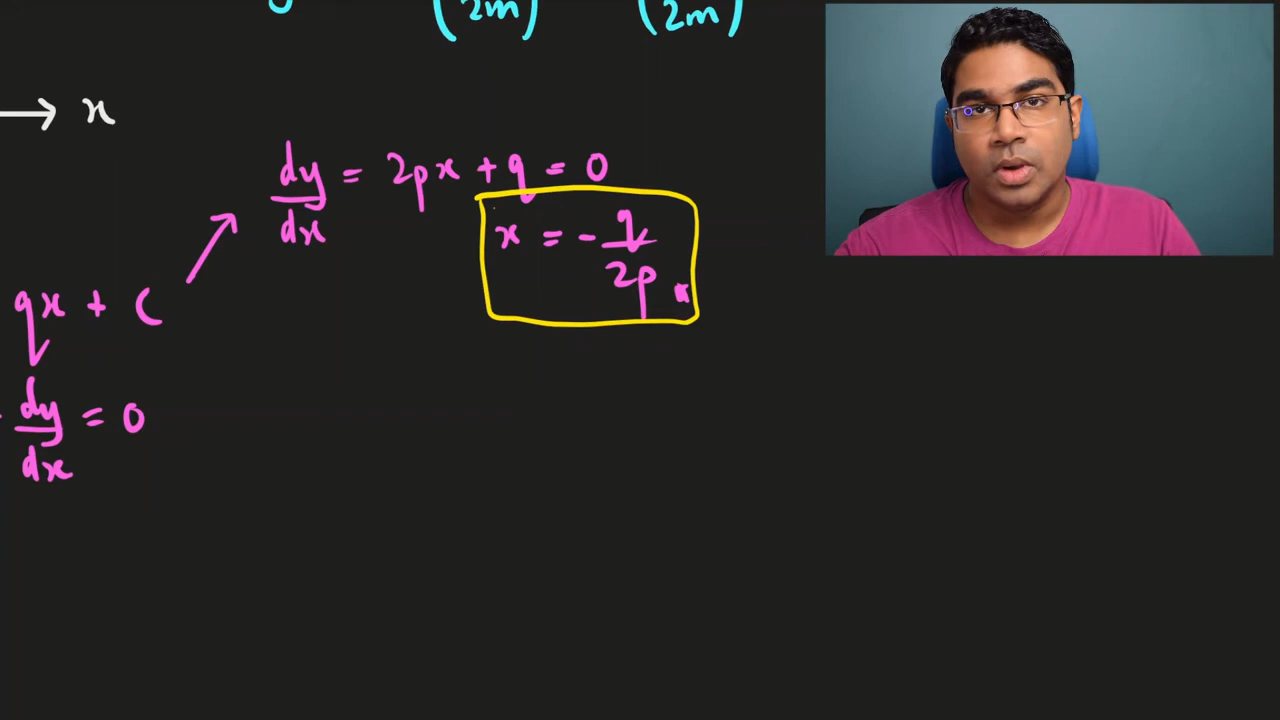 (2m) (2m)
→ x
dy/dx = 2px + q = 0
x = - q/2p
qx + C
dy/dx = 0